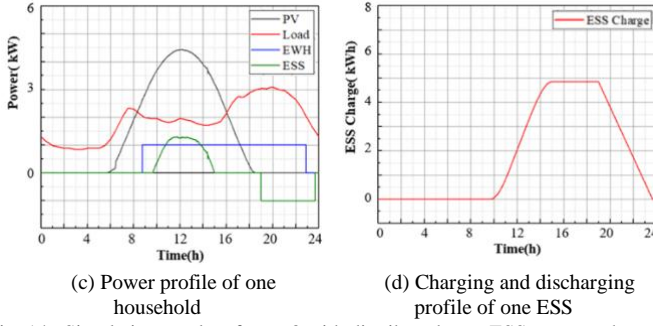 6
3
0
Power( kW)
PV
Load
EWH
ESS
0 4 8 12 16 20 24
Time(h)
(c) Power profile of one
household
8
6
4
2
0
ESS Charge( kWh)
ESS Charge
0 4 8 12 16 20 24
Time(h)
(d) Charging and discharging
profile of one ESS